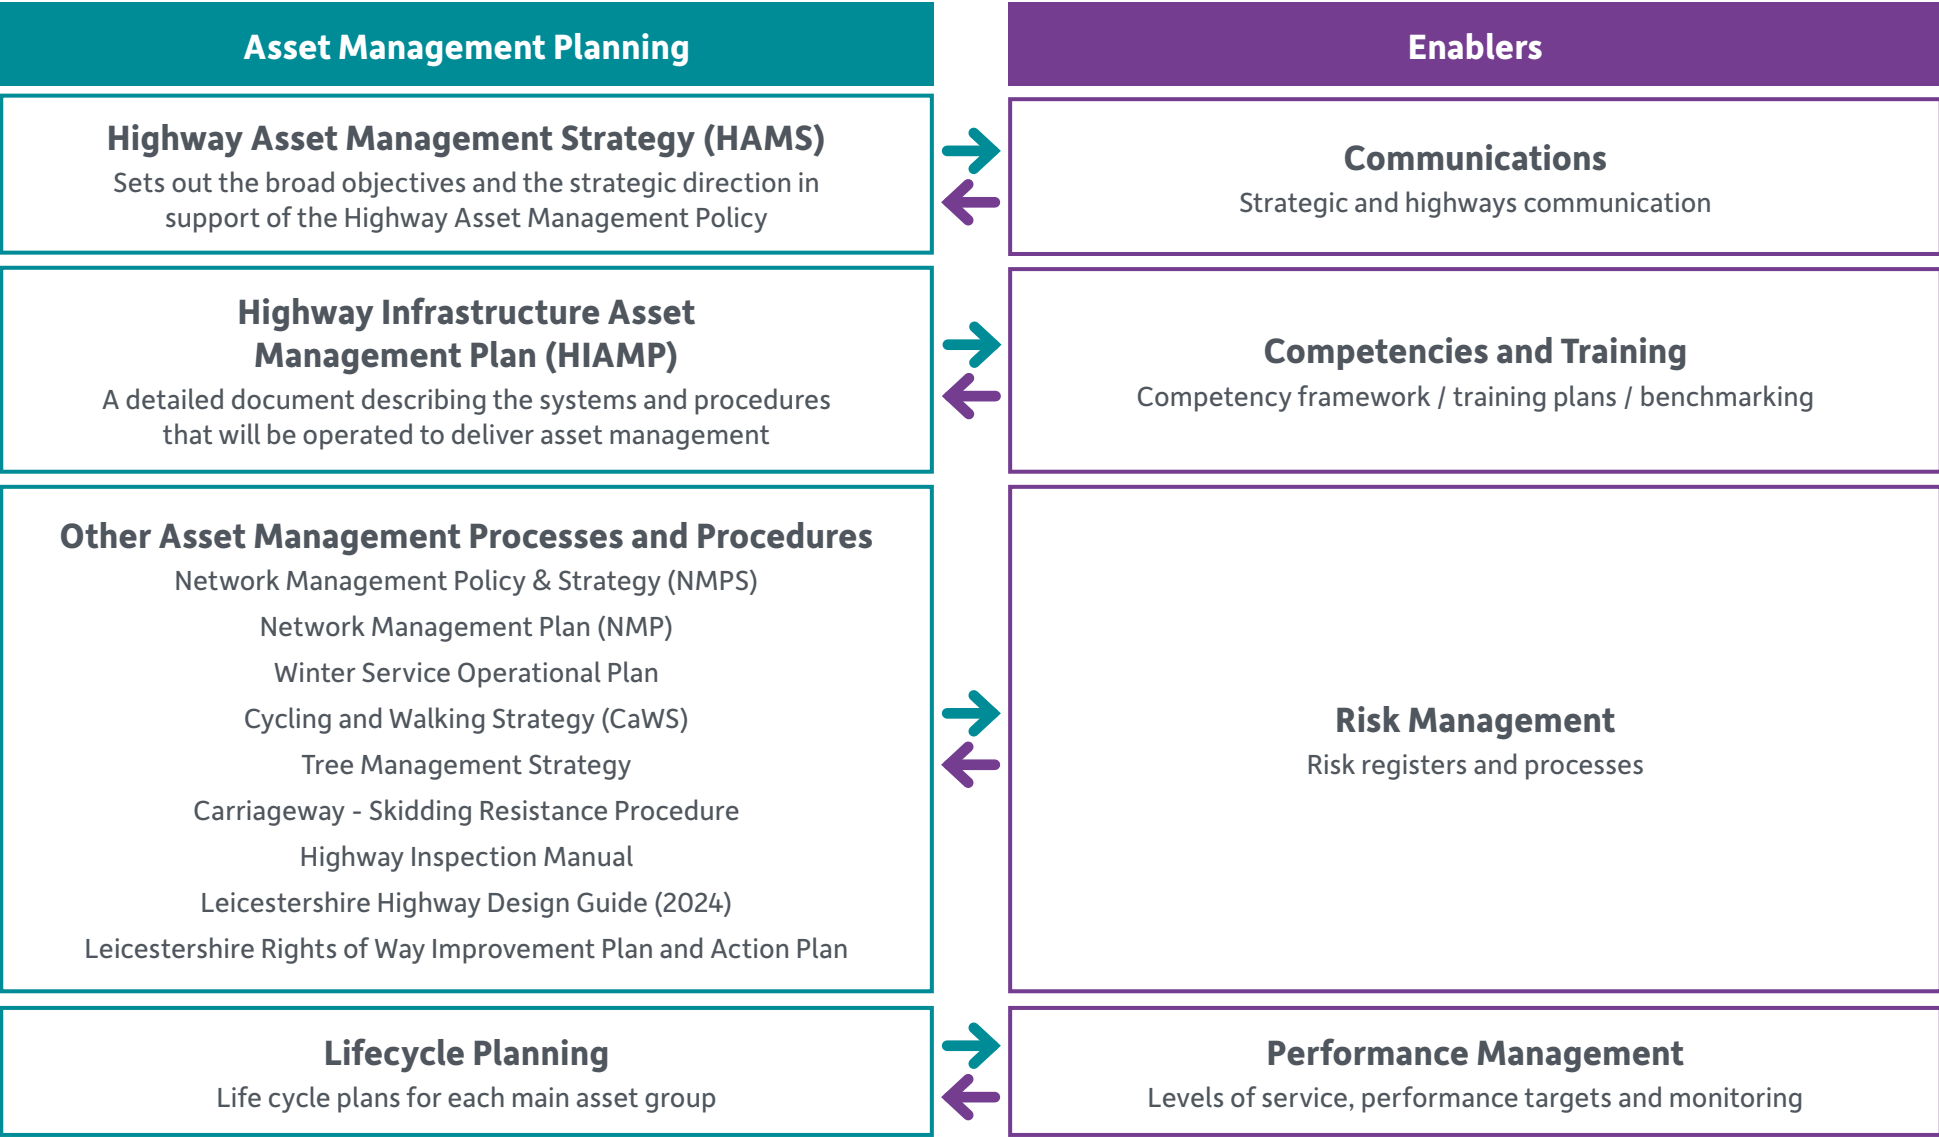 Asset Management Planning
Enablers
Highway Asset Management Strategy (HAMS)
Sets out the broad objectives and the strategic direction in
support of the Highway Asset Management Policy
Communications
Strategic and highways communication
Highway Infrastructure Asset
Management Plan (HIAMP)
A detailed document describing the systems and procedures
that will be operated to deliver asset management
Competencies and Training
Competency framework / training plans / benchmarking
Other Asset Management Processes and Procedures
Network Management Policy & Strategy (NMPS)
Network Management Plan (NMP)
Winter Service Operational Plan
Cycling and Walking Strategy (CaWS)
Tree Management Strategy
Carriageway - Skidding Resistance Procedure
Highway Inspection Manual
Leicestershire Highway Design Guide (2024)
Leicestershire Rights of Way Improvement Plan and Action Plan
Risk Management
Risk registers and processes
Lifecycle Planning
Life cycle plans for each main asset group
Performance Management
Levels of service, performance targets and monitoring